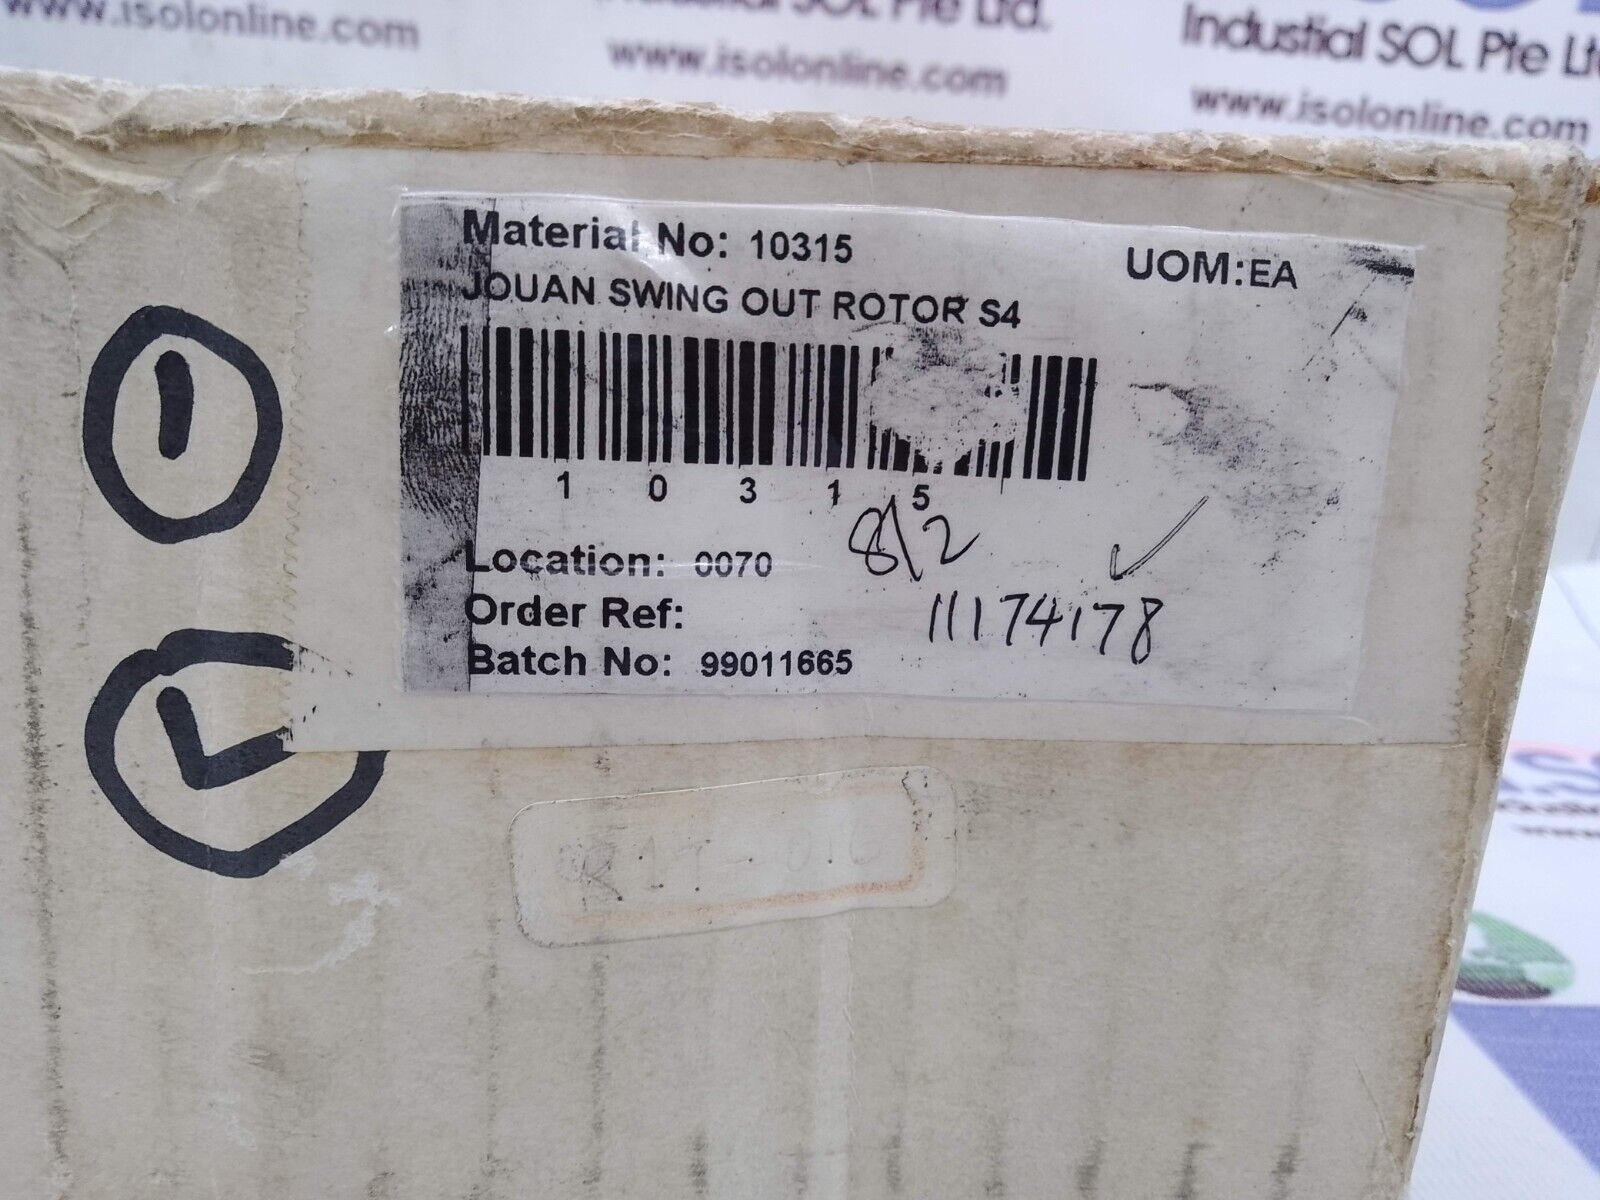 www.isolonline.com
Industial SOL Pte Ltd.
www.isolonline.com
Industial SOL Pte Lt
www.isolonline.com
Material No: 10315
UOM:EA
JOUAN SWING OUT ROTOR S4
1 0 3 1 5
8/2
Location: 0070
Order Ref:
11174178
Batch No: 99011665